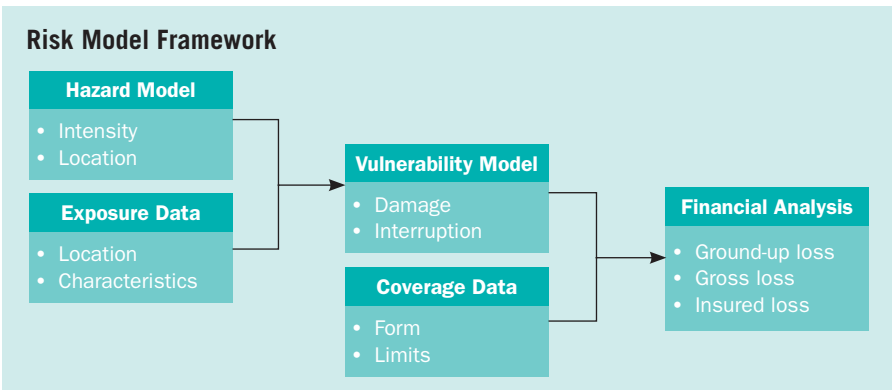 Risk Model Framework
Hazard Model
• Intensity
• Location
Exposure Data
• Location
• Characteristics
Vulnerability Model
• Damage
• Interruption
Coverage Data
• Form
• Limits
Financial Analysis
• Ground-up loss
• Gross loss
• Insured loss